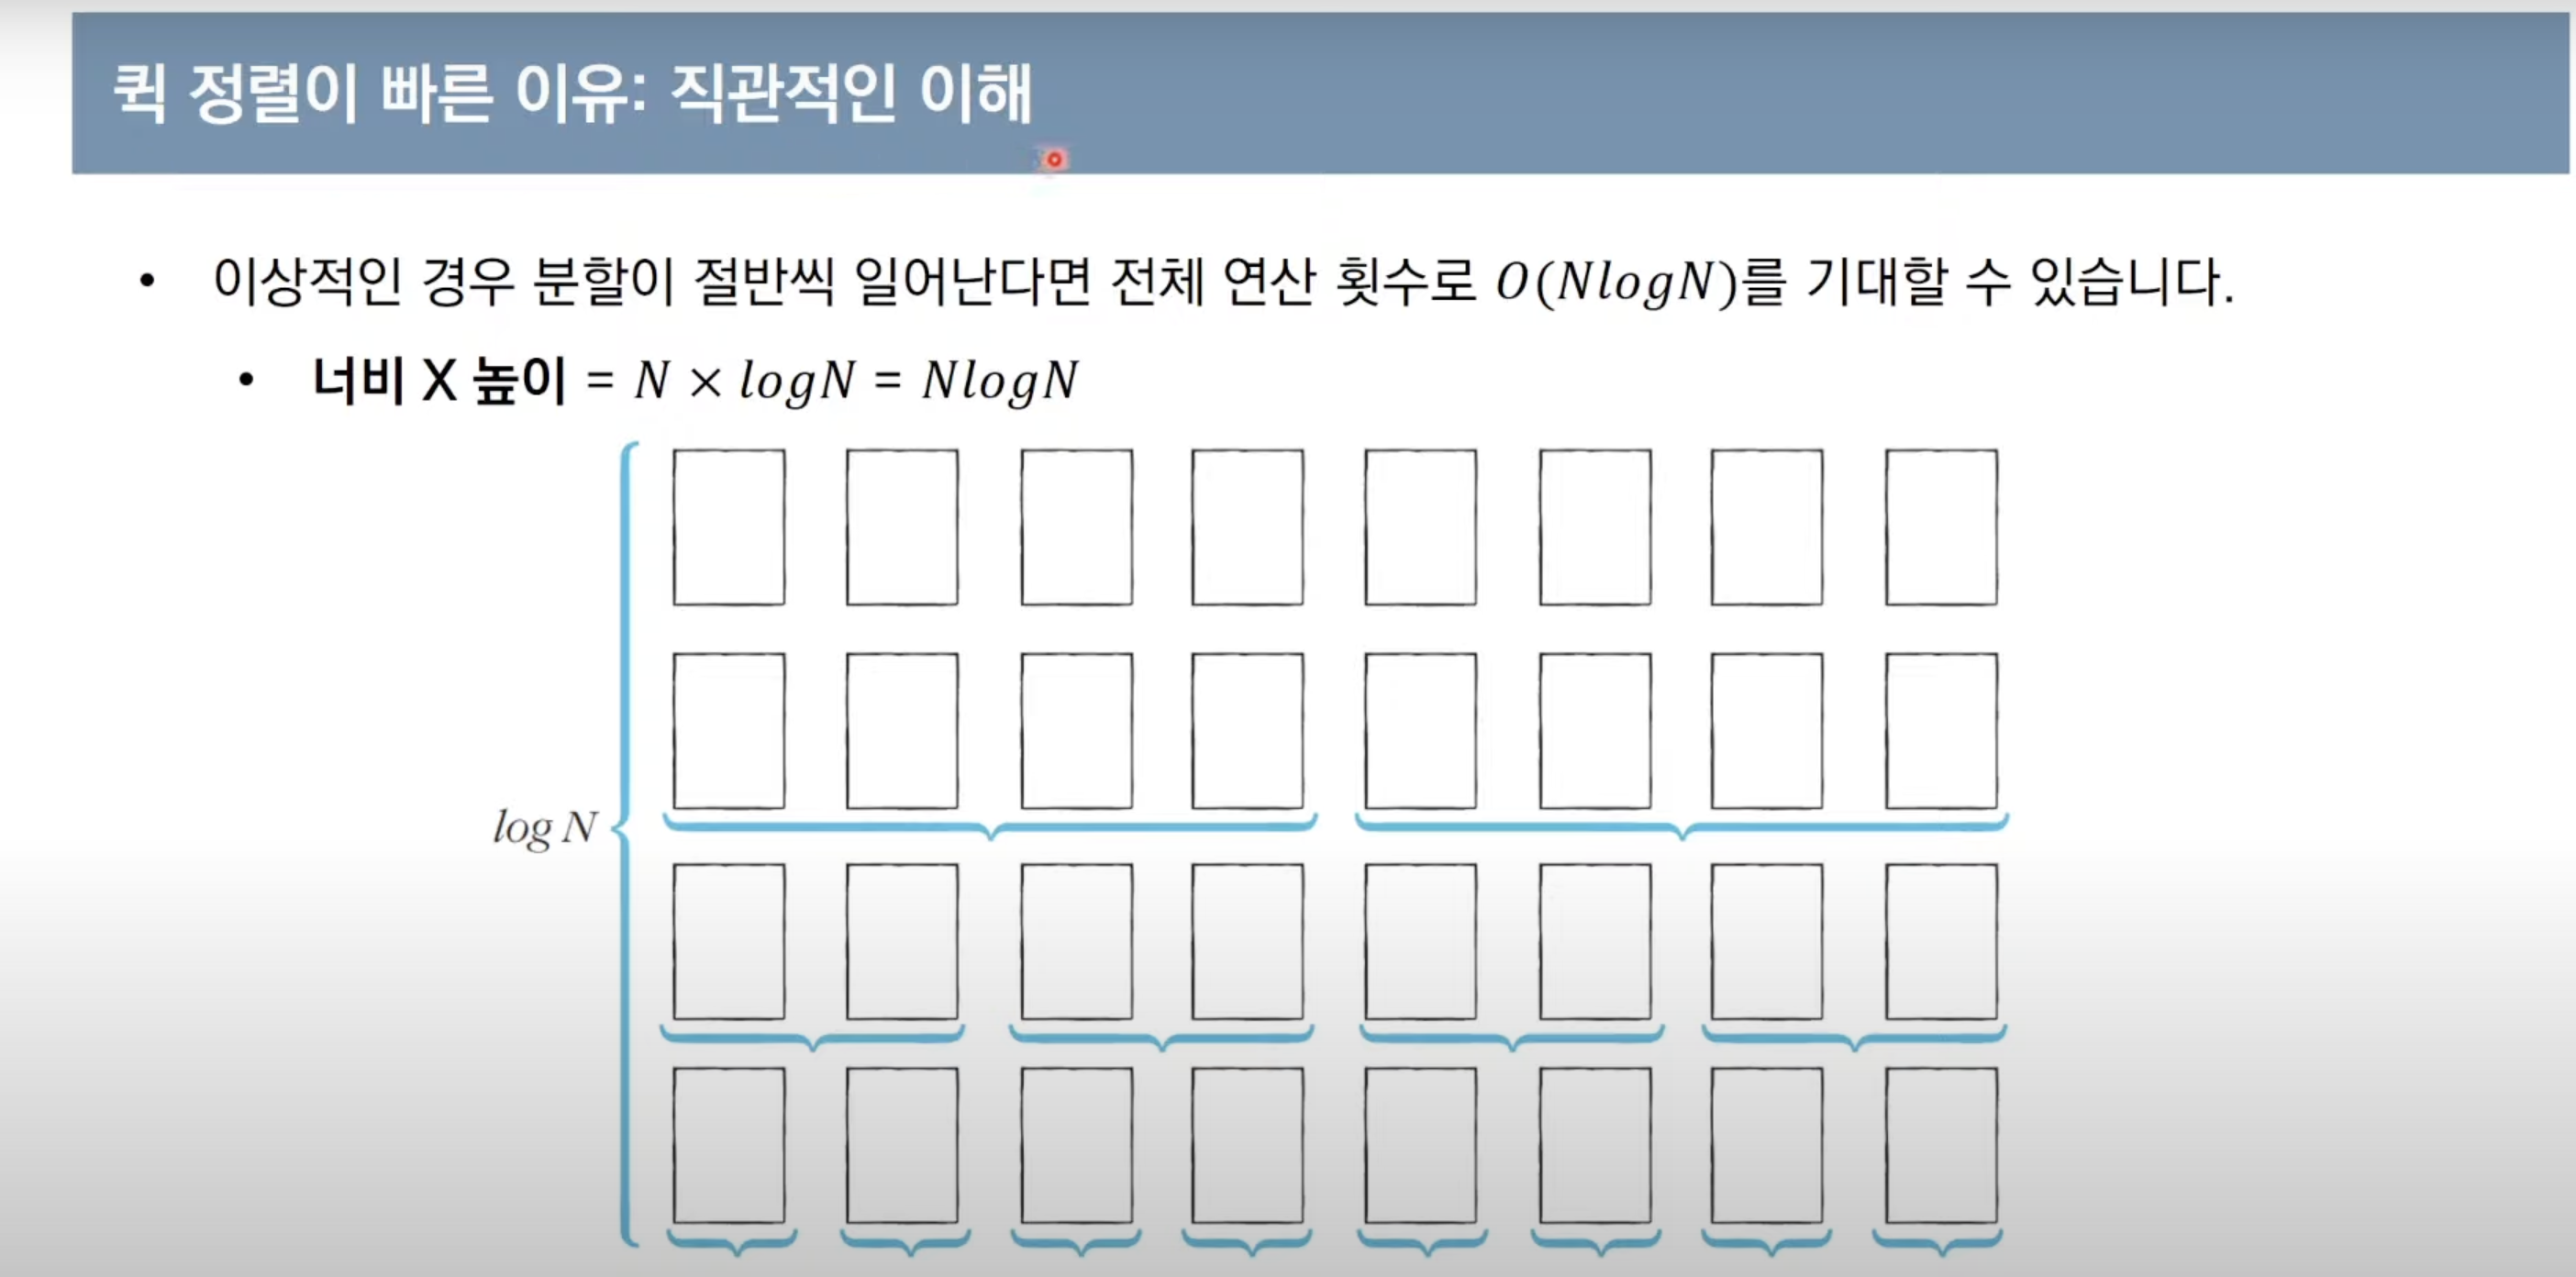 퀵 정렬이 빠른 이유: 직관적인 이해
• 이상적인 경우 분할이 절반씩 일어난다면 전체 연산 횟수로 O(NlogN)를 기대할 수 있습니다.
• 너비 X 높이 = N × logN = NlogN
log N